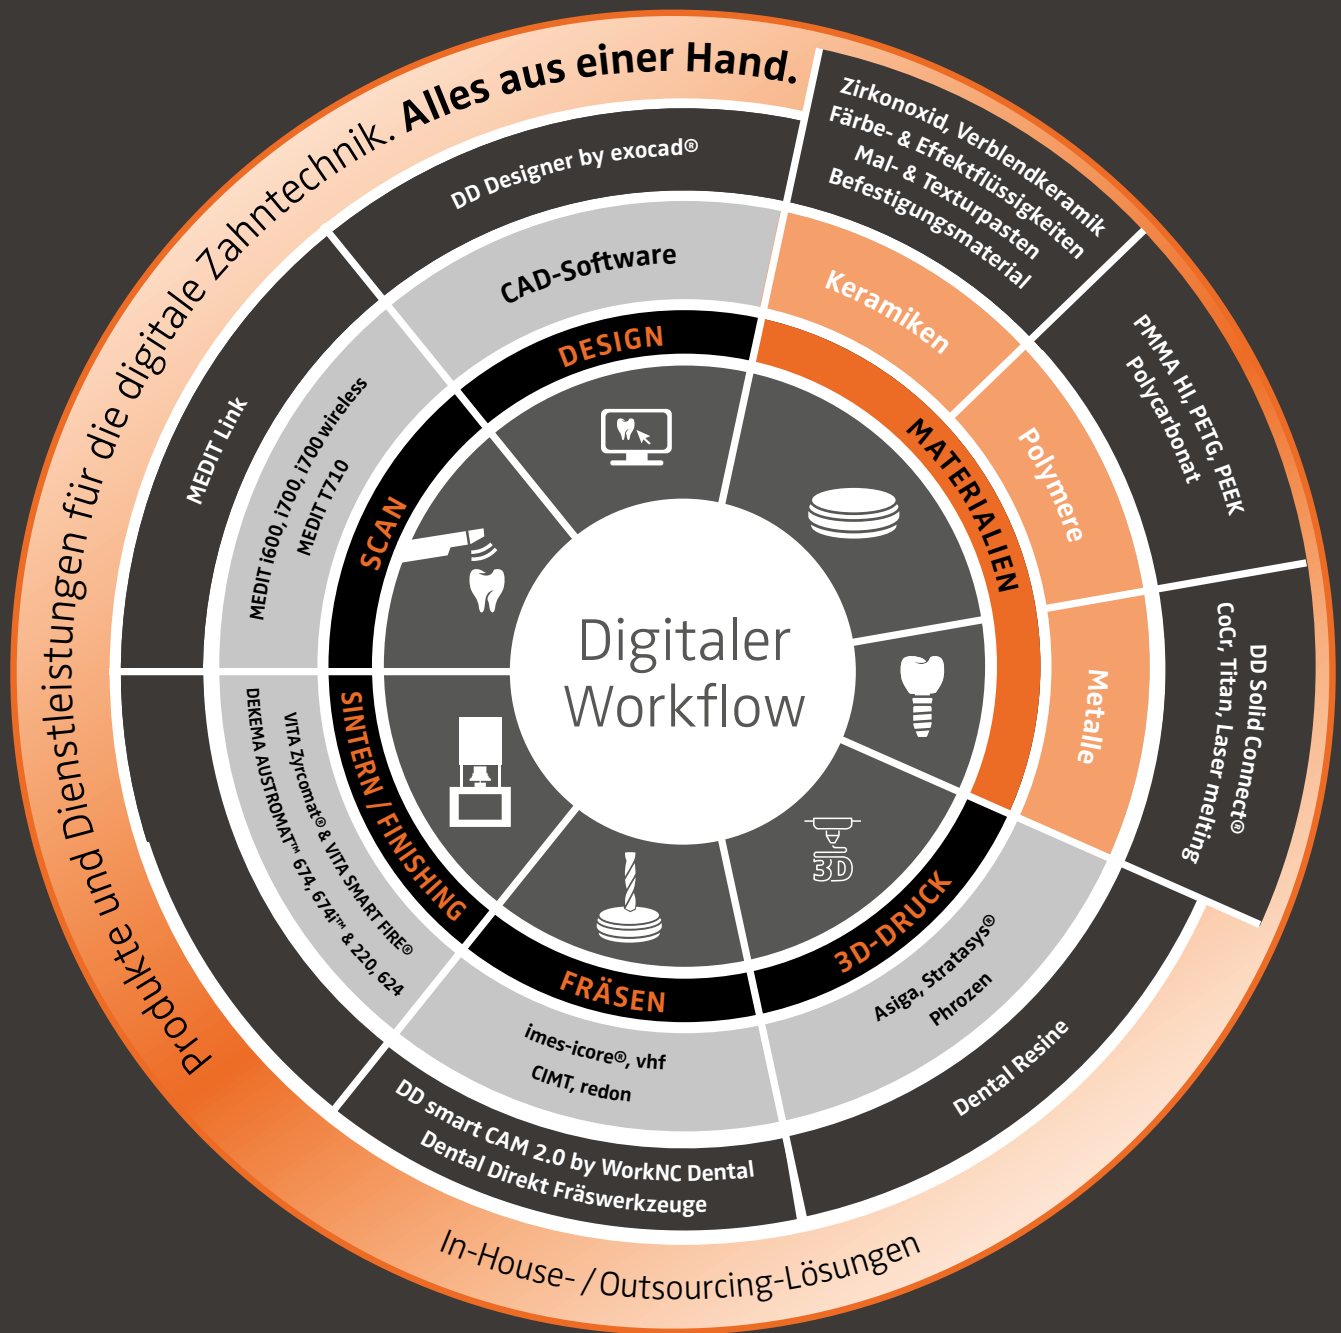 Produkte und Dienstleistungen für die digitale Zahntechnik. Alles aus einer Hand.
Digitaler
Workflow
DESIGN
CAD-Software
DD Designer by exocad®
MATERIALIEN
Keramiken
Zirkonoxid, Verblendkeramik
Färbe- & Effektflüssigkeiten
Mal- & Texturpasten
Befestigungsmaterial
Polymere
PMMA HI, PETG, PEEK
Polycarbonat
Metalle
DD Solid Connect®
CoCr, Titan, Laser melting
3D
3D-DRUCK
Asiga, Stratasys®
Phrozen
Dental Resine
FRÄSEN
imes-icore®, vhf
CIMT, redon
DD smart CAM 2.0 by WorkNC Dental
Dental Direkt Fräswerkzeuge
SINTERN / FINISHING
VITA Zyrcomat® & VITA SMART FIRE®
DEKEMA AUSTROMAT™ 674, 674i™ & 220, 624
SCAN
MEDIT i600, i700, i700 wireless
MEDIT T710
MEDIT Link
In-House- / Outsourcing-Lösungen